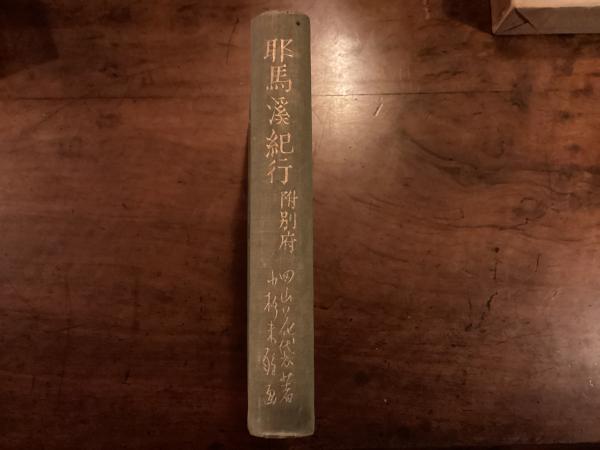 耶馬溪紀行
附別府
田山花袋著
小杉未醒画